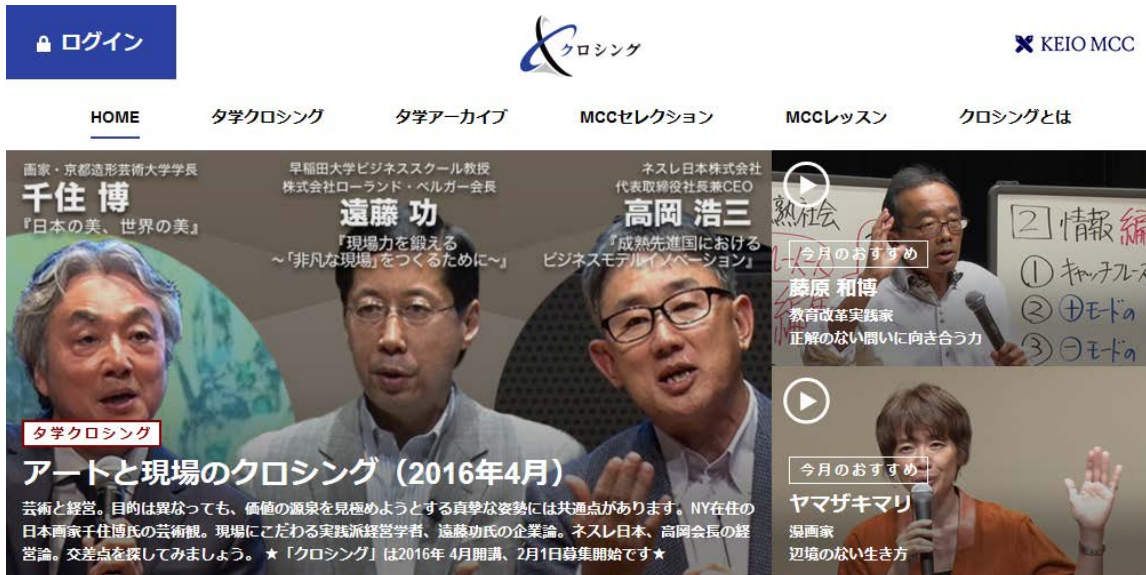 ログイン
クロシング
KEIO MCC
HOME
夕学クロシング
夕学アーカイブ
MCCセレクション
MCCレッスン
クロシングとは
画家・京都造形芸術大学学長
千住 博
『日本の美、世界の美』
早稲田大学ビジネススクール教授
株式会社ローランド・ベルガー会長
遠藤 功
『現場力を鍛える
～「非凡な現場」をつくるために～』
ネスレ日本株式会社
代表取締役社長兼CEO
高岡 浩三
『成熟先進国における
ビジネスモデルイノベーション』
夕学クロシング
アートと現場のクロシング（2016年4月）
芸術と経営。目的は異なっても、価値の源泉を見極めようとする真摯な姿勢には共通点があります。NY在住の
日本画家千住博氏の芸術観。現場にこだわる実践派経営学者、遠藤功氏の企業論。ネスレ日本、高岡会長の経
営論。交差点を探してみましょう。 ★「クロシング」は2016年 4月開講、2月1日募集開始です★
熟社会
2 情報編
① キャッチフレーズ
② ⊕モードの
③ ⊖モードの
今月のおすすめ
藤原 和博
教育改革実践家
正解のない問いに向き合う力
今月のおすすめ
ヤマザキマリ
漫画家
辺境のない生き方